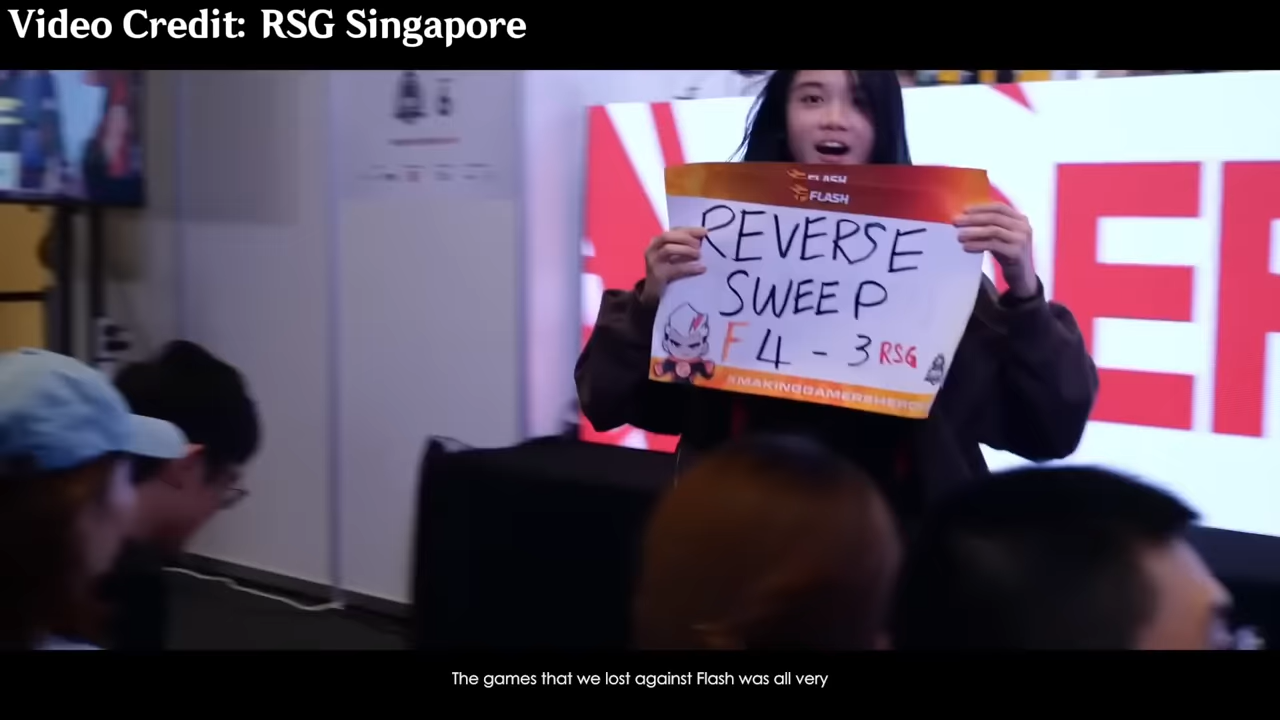 Video Credit: RSG Singapore
FLASH
FLASH
REVERSE
SWEEP
F 4 - 3 RSG
The games that we lost against Flash was all very